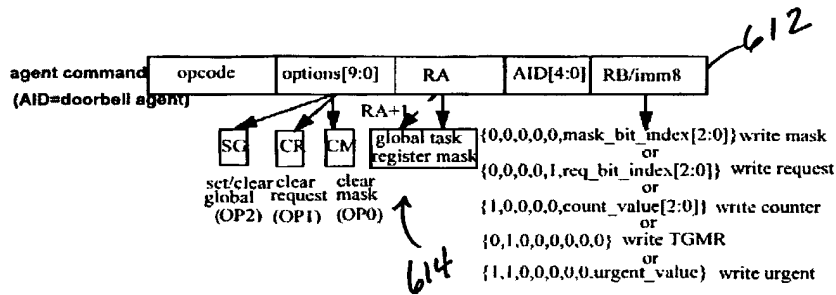 612
agent command opcode options[9:0] RA AID[4:0] RB/imm8
(AID=doorbell agent)
RA+1
SG CR CM global task register mask
set/clear global (OP2)
clear request (OP1)
clear mask (OP0)
{0,0,0,0,0,mask_bit_index[2:0]} write mask
or
{0,0,0,0,1,req_bit_index[2:0]} write request
or
{1,0,0,0,0,count_value[2:0]} write counter
or
{0,1,0,0,0,0,0,0} write TGMR
or
{1,1,0,0,0,0,0,urgent_value} write urgent
614